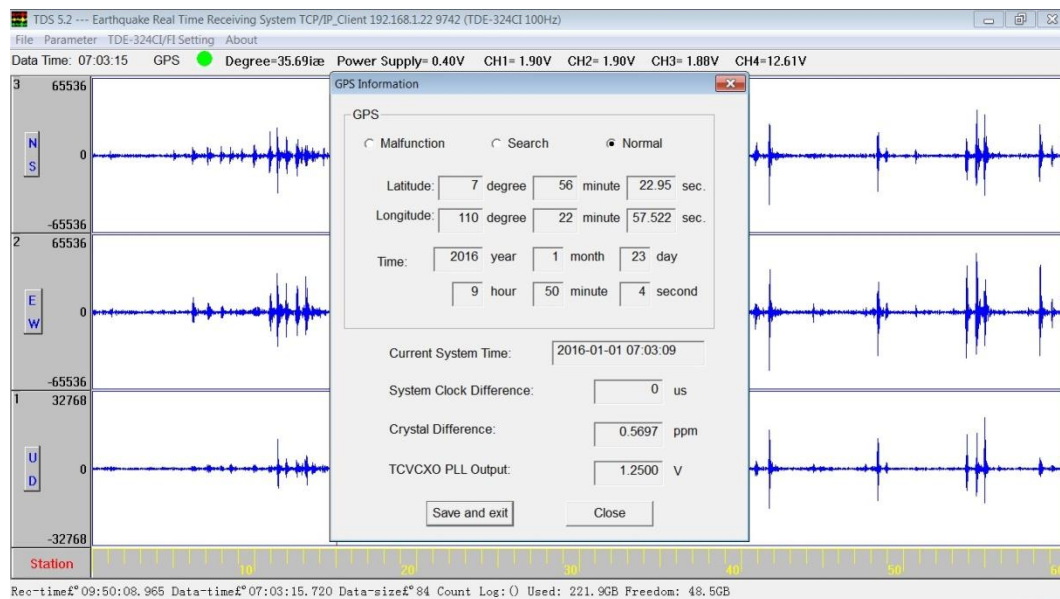 TDS 5.2 --- Earthquake Real Time Receiving System TCP/IP_Client 192.168.1.22 9742 (TDE-324CI 100Hz)
File Parameter TDE-324CI/FI Setting About
Data Time: 07:03:15 GPS Degree=35.69iæ Power Supply= 0.40V CH1= 1.90V CH2= 1.90V CH3= 1.88V CH4=12.61V
3 65536
N
S
0
-65536
2 65536
E
W
0
-65536
1 32768
U
D
0
-32768
GPS Information
GPS
Malfunction Search Normal
Latitude: 7 degree 56 minute 22.95 sec.
Longitude: 110 degree 22 minute 57.522 sec.
Time: 2016 year 1 month 23 day
9 hour 50 minute 4 second
Current System Time: 2016-01-01 07:03:09
System Clock Difference: 0 us
Crystal Difference: 0.5697 ppm
TCVCXO PLL Output: 1.2500 V
Save and exit Close
Station 10 20 30 40 50 6
Rec-time£º09:50:08.965 Data-time£º07:03:15.720 Data-size£º84 Count Log:() Used: 221.9GB Freedom: 48.5GB